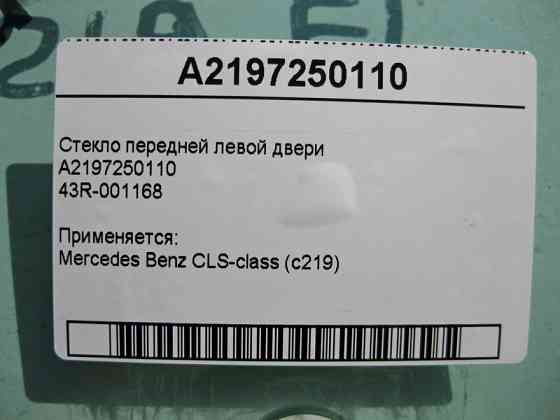 A2197250110
Стекло передней левой двери
A2197250110
43R-001168
Применяется:
Mercedes Benz CLS-class (c219)